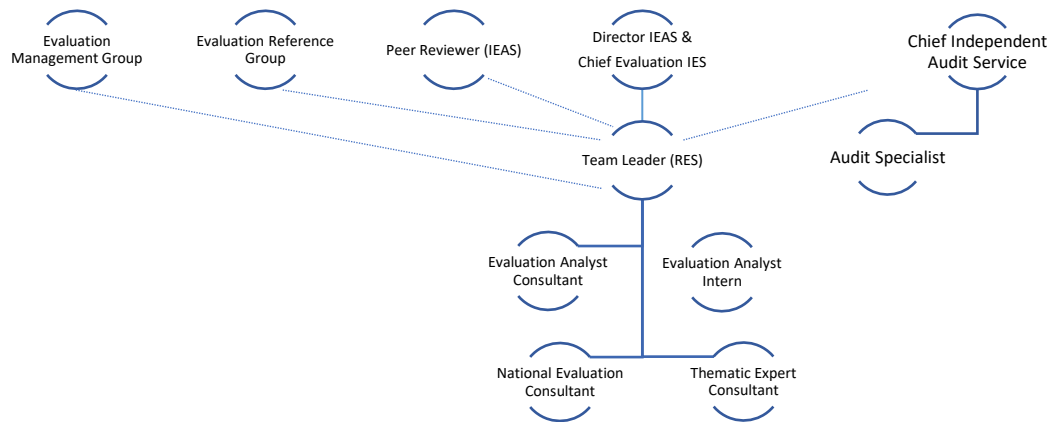 Evaluation
Management Group
Evaluation Reference
Group
Peer Reviewer (IEAS)
Director IEAS &
Chief Evaluation IES
Chief Independent
Audit Service
Team Leader (RES)
Audit Specialist
Evaluation Analyst
Consultant
Evaluation Analyst
Intern
National Evaluation
Consultant
Thematic Expert
Consultant